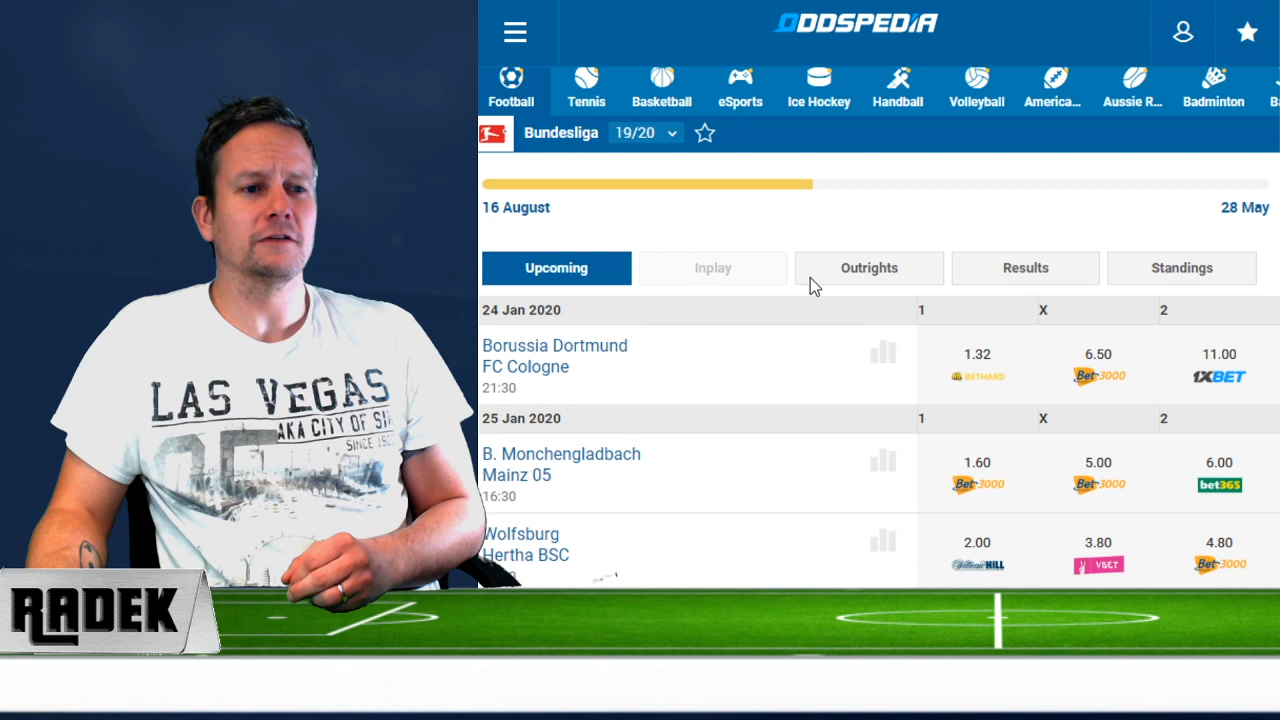 ODDSPEDIA
Football Tennis Basketball eSports Ice Hockey Handball Volleyball America... Aussie R... Badminton
Bundesliga 19/20
16 August 28 May
Upcoming Inplay Outrights Results Standings
24 Jan 2020 1 X 2
Borussia Dortmund
FC Cologne
21:30
1.32 6.50 11.00
BETHARD Bet3000 1XBET
25 Jan 2020 1 X 2
B. Monchengladbach
Mainz 05
16:30
1.60 5.00 6.00
Bet3000 Bet3000 bet365
Wolfsburg
Hertha BSC
2.00 3.80 4.80
William HILL VBET Bet3000
LAS VEGAS
AKA CITY OF
SINCE
RADEK